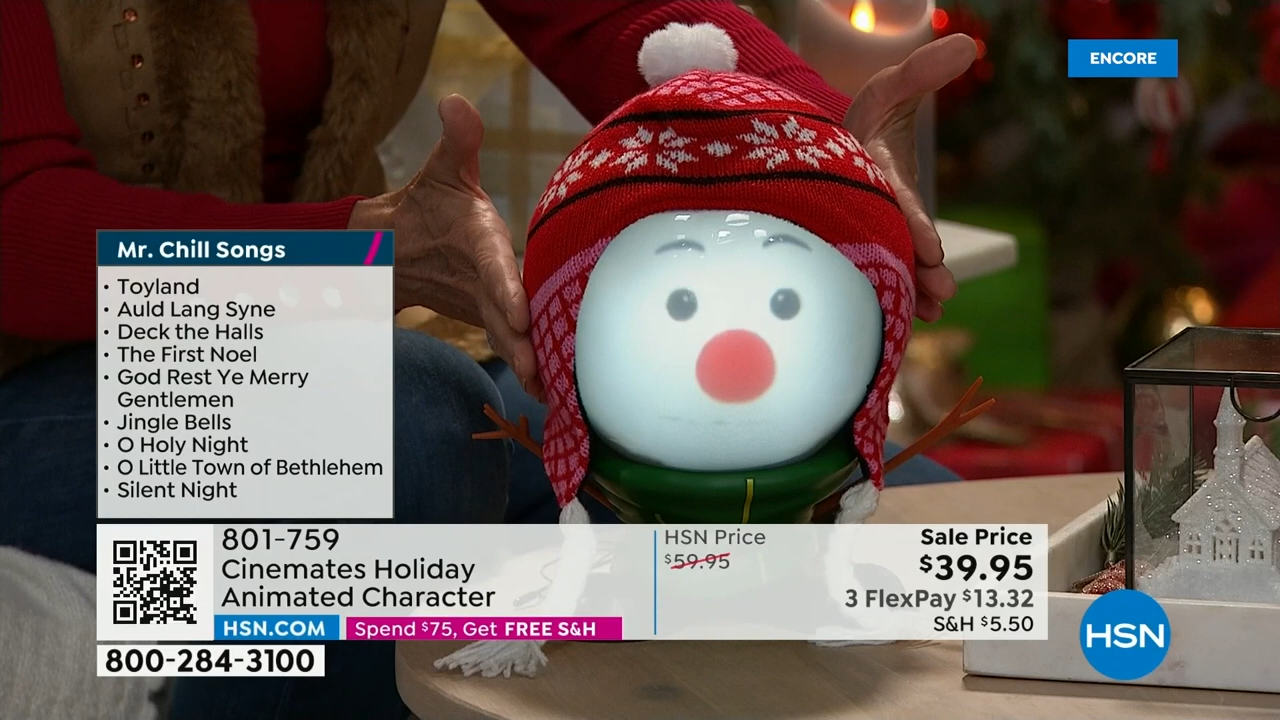 ENCORE
Mr. Chill Songs
• Toyland
• Auld Lang Syne
• Deck the Halls
• The First Noel
• God Rest Ye Merry
Gentlemen
• Jingle Bells
• O Holy Night
• O Little Town of Bethlehem
• Silent Night
801-759
Cinemates Holiday
Animated Character
HSN.COM
Spend $75, Get FREE S&H
800-284-3100
HSN Price
$59.95
Sale Price
$39.95
3 FlexPay $13.32
S&H $5.50
HSN